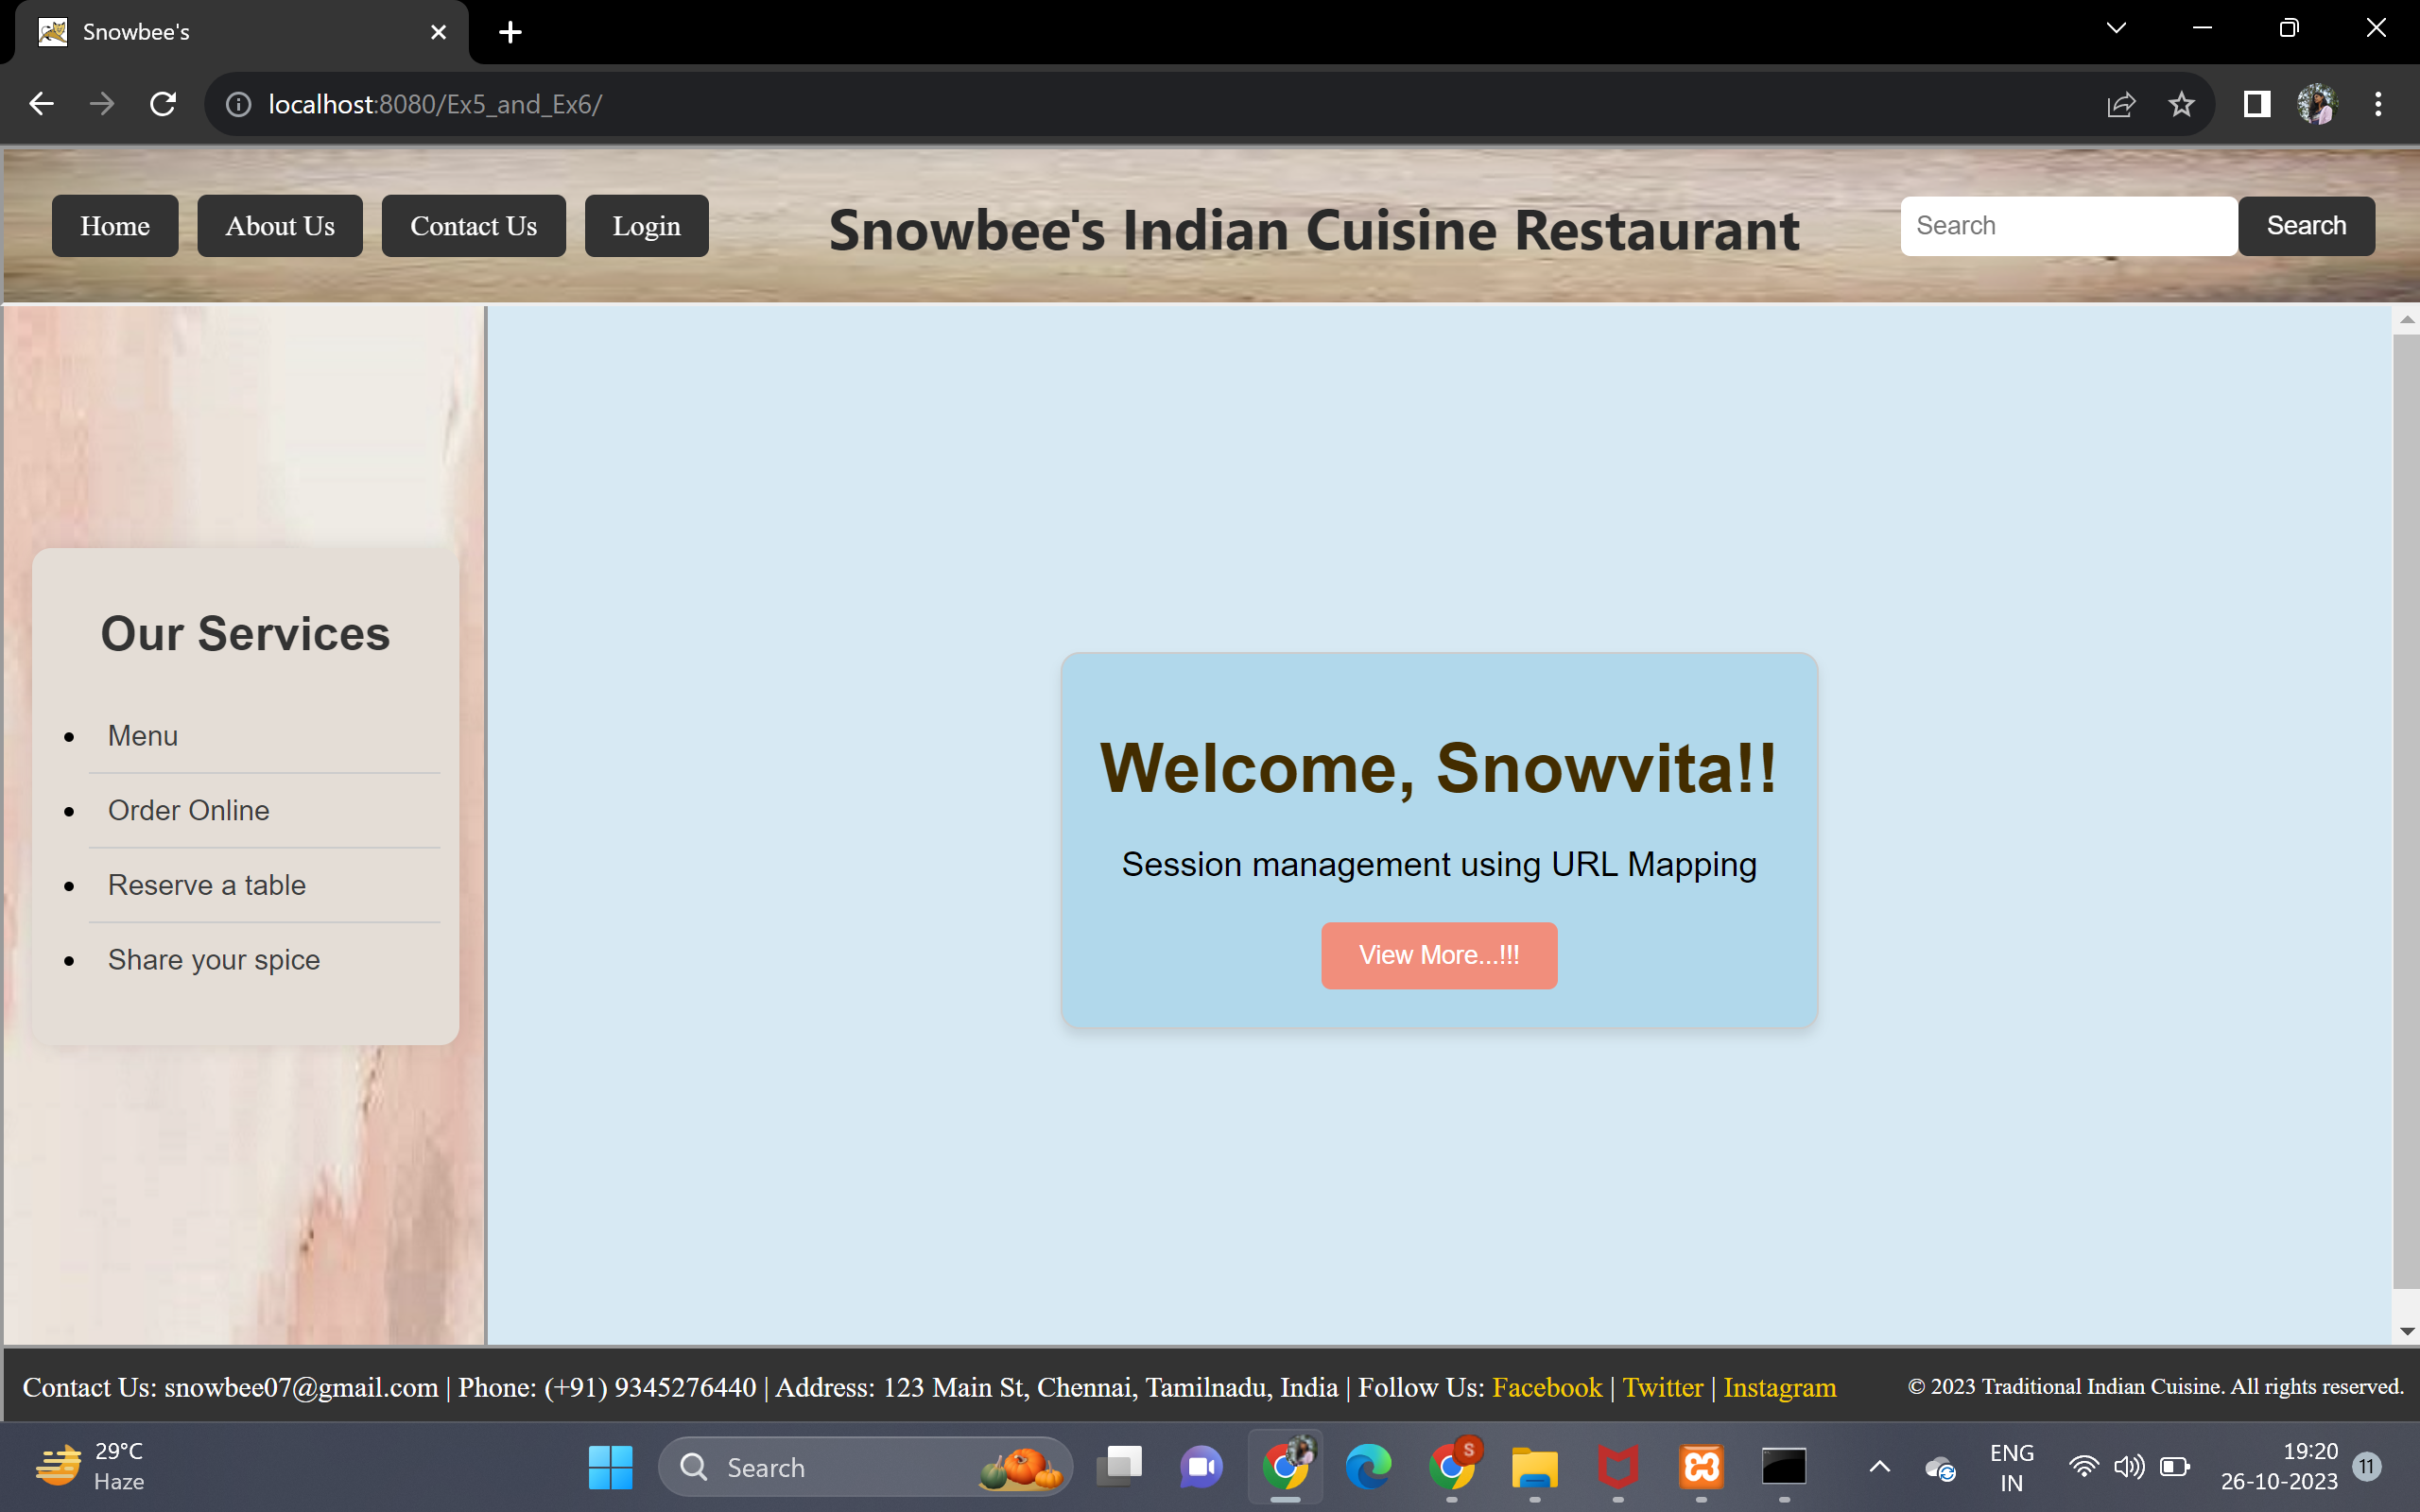 Snowbee's
localhost:8080/Ex5_and_Ex6/
Home About Us Contact Us Login Snowbee's Indian Cuisine Restaurant Search Search
Our Services
Menu
Order Online
Reserve a table
Share your spice
Welcome, Snowvita!!
Session management using URL Mapping
View More...!!!
Contact Us: snowbee07@gmail.com | Phone: (+91) 9345276440 | Address: 123 Main St, Chennai, Tamilnadu, India | Follow Us: Facebook | Twitter | Instagram © 2023 Traditional Indian Cuisine. All rights reserved.
29°C
Haze
Search
S
ENG
IN
19:20
26-10-2023
11